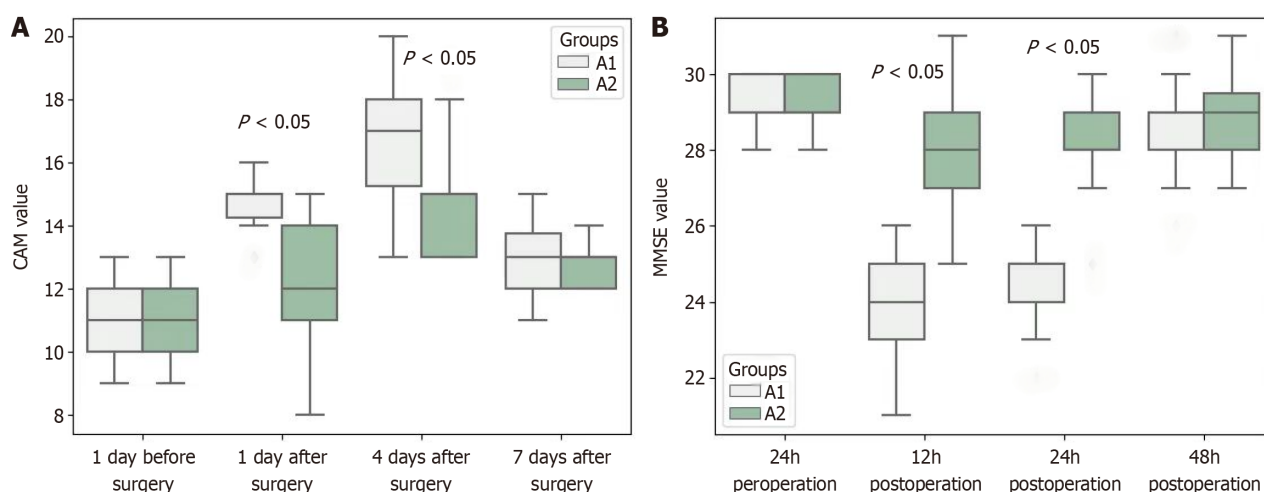 A
20
18
16
14
12
10
8
CAM value
P < 0.05
P < 0.05
Groups
A1
A2
1 day before
surgery
1 day after
surgery
4 days after
surgery
7 days after
surgery
B
30
28
26
24
22
MMSE value
P < 0.05
P < 0.05
Groups
A1
A2
24h
peroperation
12h
postoperation
24h
postoperation
48h
postoperation